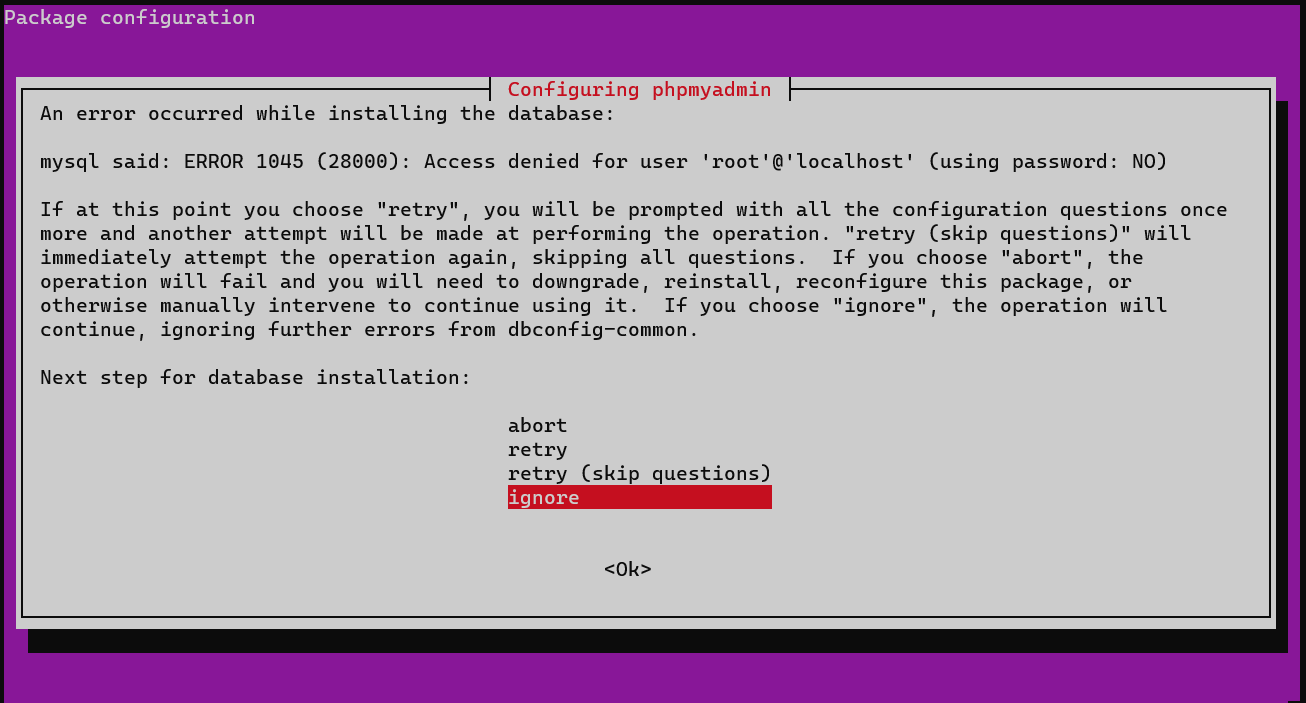 Package configuration
Configuring phpmyadmin
An error occurred while installing the database:
mysql said: ERROR 1045 (28000): Access denied for user 'root'@'localhost' (using password: NO)
If at this point you choose "retry", you will be prompted with all the configuration questions once
more and another attempt will be made at performing the operation. "retry (skip questions)" will
immediately attempt the operation again, skipping all questions.  If you choose "abort", the
operation will fail and you will need to downgrade, reinstall, reconfigure this package, or
otherwise manually intervene to continue using it.  If you choose "ignore", the operation will
continue, ignoring further errors from dbconfig-common.
Next step for database installation:
abort
retry
retry (skip questions)
ignore
<Ok>